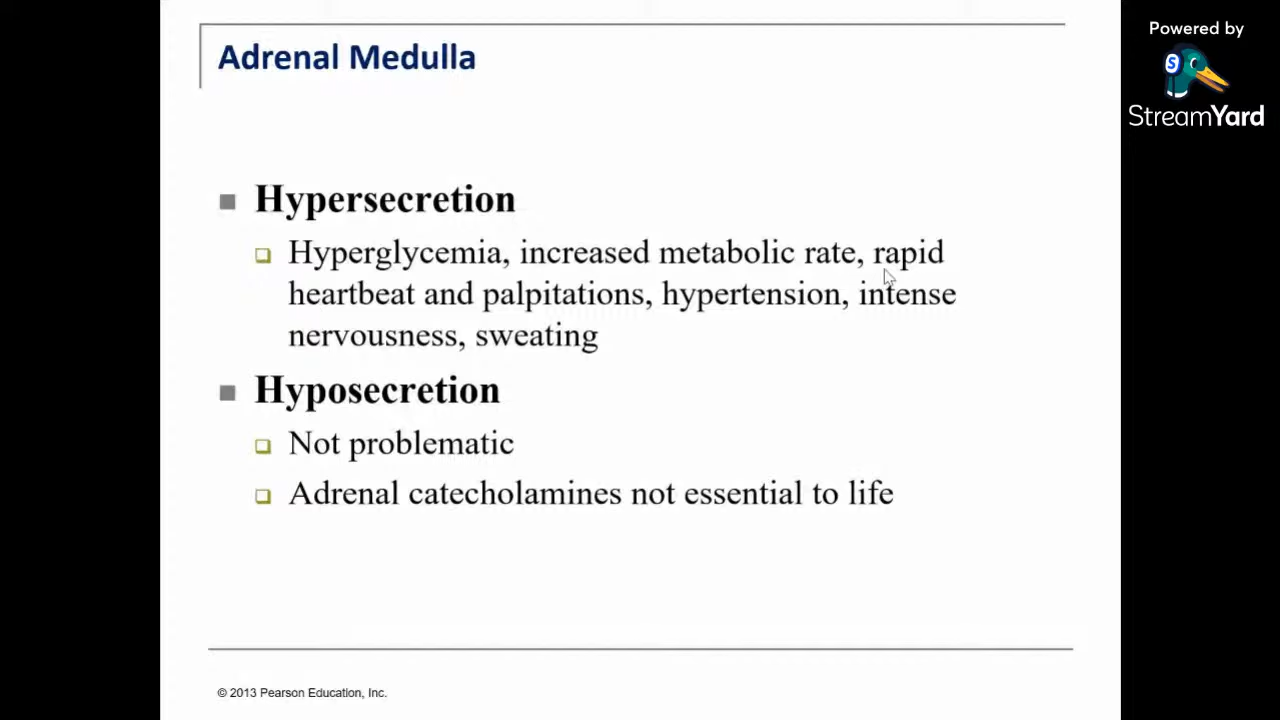 Adrenal Medulla
Powered by
StreamYard
Hypersecretion
Hyperglycemia, increased metabolic rate, rapid
heartbeat and palpitations, hypertension, intense
nervousness, sweating
Hyposecretion
Not problematic
Adrenal catecholamines not essential to life
© 2013 Pearson Education, Inc.